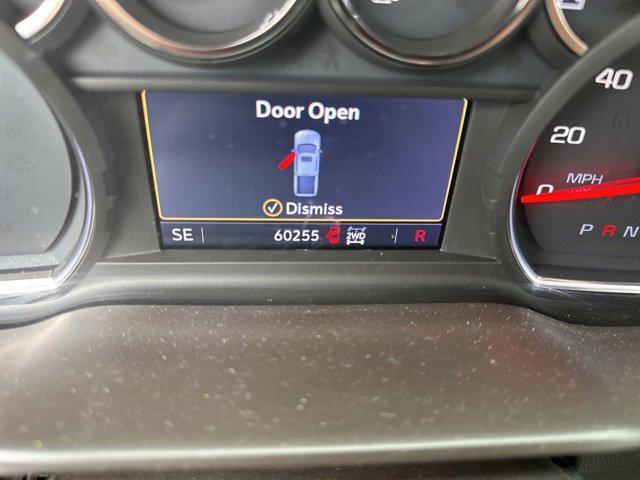 Door Open
Dismiss
SE 60255 2WD R
40
20
0
MPH
P R N